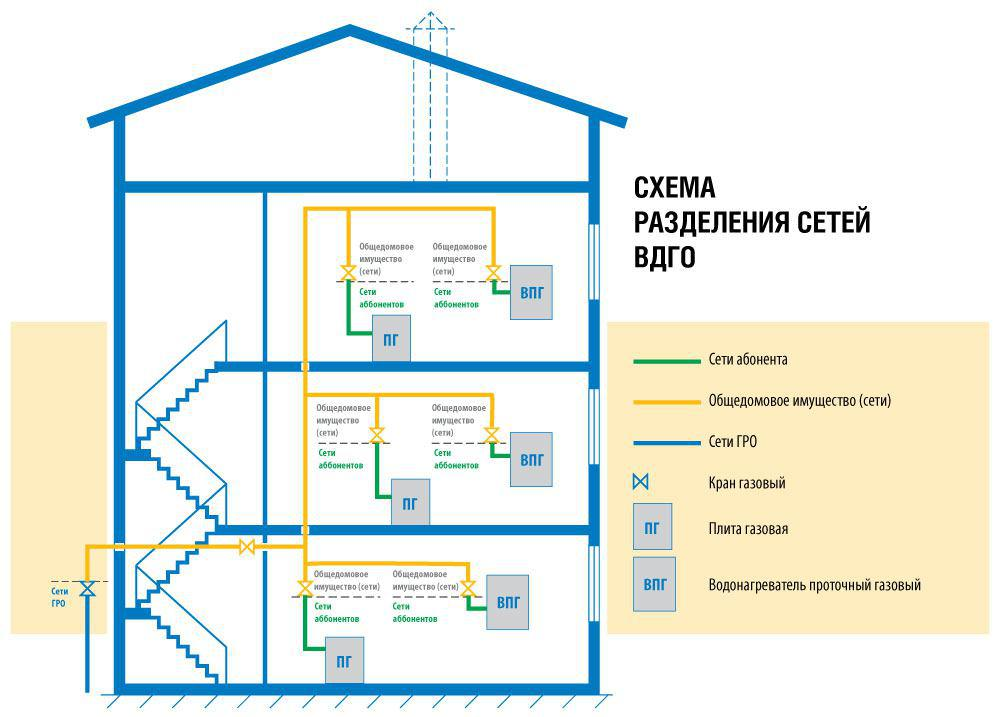 СХЕМА
РАЗДЕЛЕНИЯ СЕТЕЙ
ВДГО
Общедомовое
имущество
(сети)
Сети
аббонентов
Общедомовое
имущество
(сети)
Сети
аббонентов
ВПГ
ПГ
Общедомовое
имущество
(сети)
Сети
аббонентов
Общедомовое
имущество
(сети)
Сети
аббонентов
ВПГ
ПГ
Общедомовое
имущество (сети)
Сети
аббонентов
Общедомовое
имущество (сети)
Сети
аббонентов
ВПГ
ПГ
Сети
ГРО
Сети абонента
Общедомовое имущество (сети)
Сети ГРО
Кран газовый
ПГ
Плита газовая
ВПГ
Водонагреватель проточный газовый